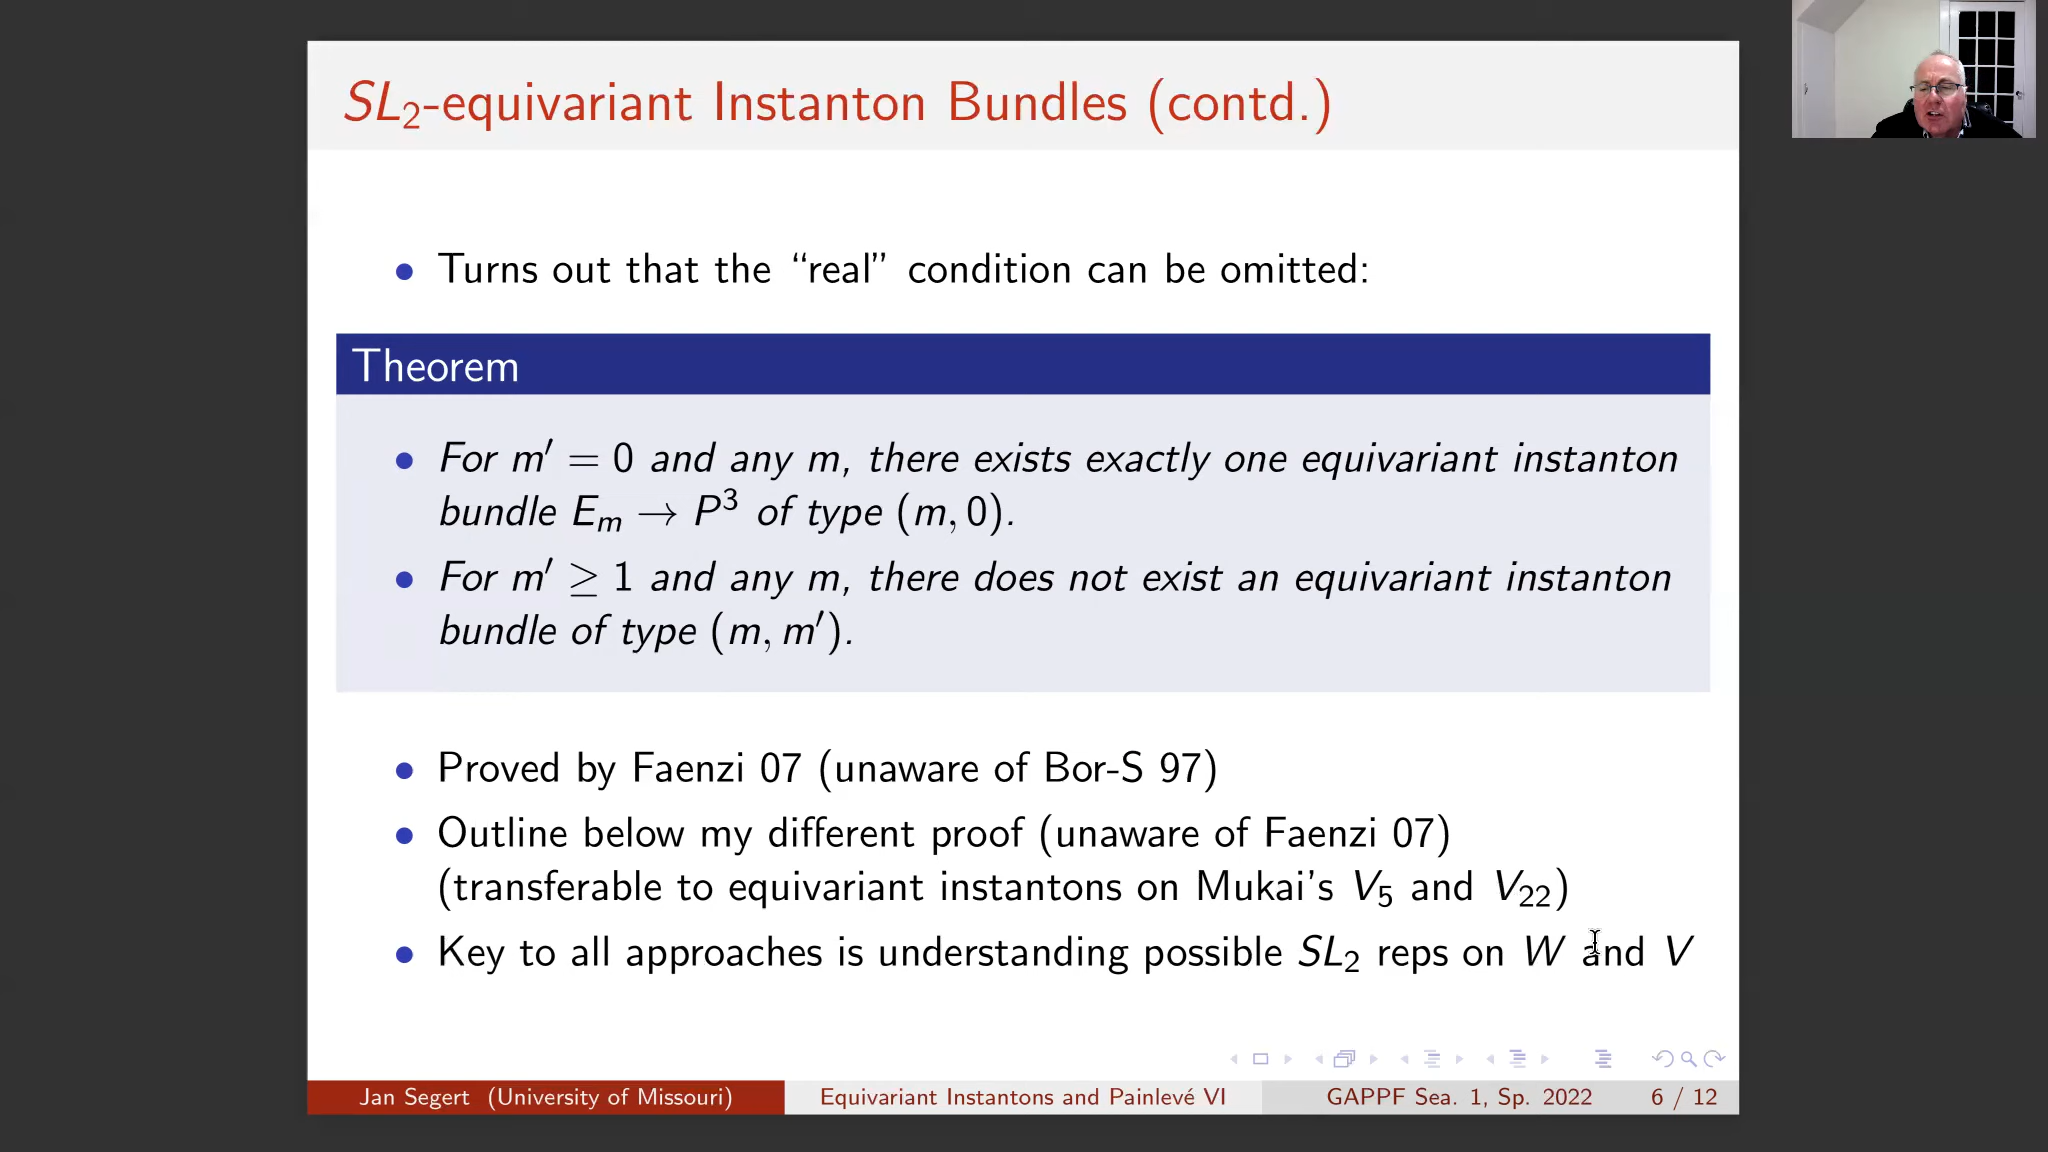 SL₂-equivariant Instanton Bundles (contd.)
• Turns out that the “real” condition can be omitted:
Theorem
• For m′ = 0 and any m, there exists exactly one equivariant instanton
bundle Eₘ → P³ of type (m, 0).
• For m′ ≥ 1 and any m, there does not exist an equivariant instanton
bundle of type (m, m′).
• Proved by Faenzi 07 (unaware of Bor-S 97)
• Outline below my different proof (unaware of Faenzi 07)
(transferable to equivariant instantons on Mukai’s V₅ and V₂₂)
• Key to all approaches is understanding possible SL₂ reps on W and V
Jan Segert (University of Missouri) Equivariant Instantons and Painlevé VI GAPPF Sea. 1, Sp. 2022 6 / 12